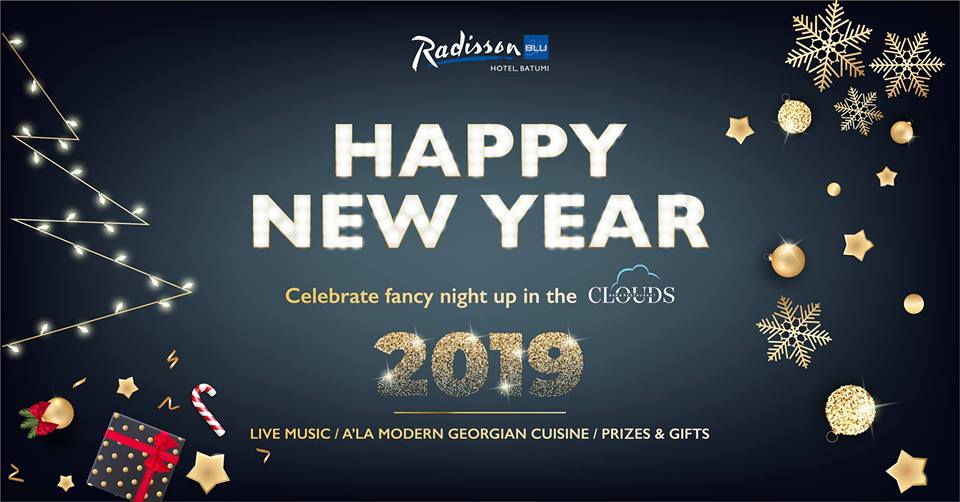 Radisson BLU
HOTEL, BATUMI
HAPPY
NEW YEAR
Celebrate fancy night up in the CLOUDS
2019
LIVE MUSIC / A'LA MODERN GEORGIAN CUISINE / PRIZES & GIFTS